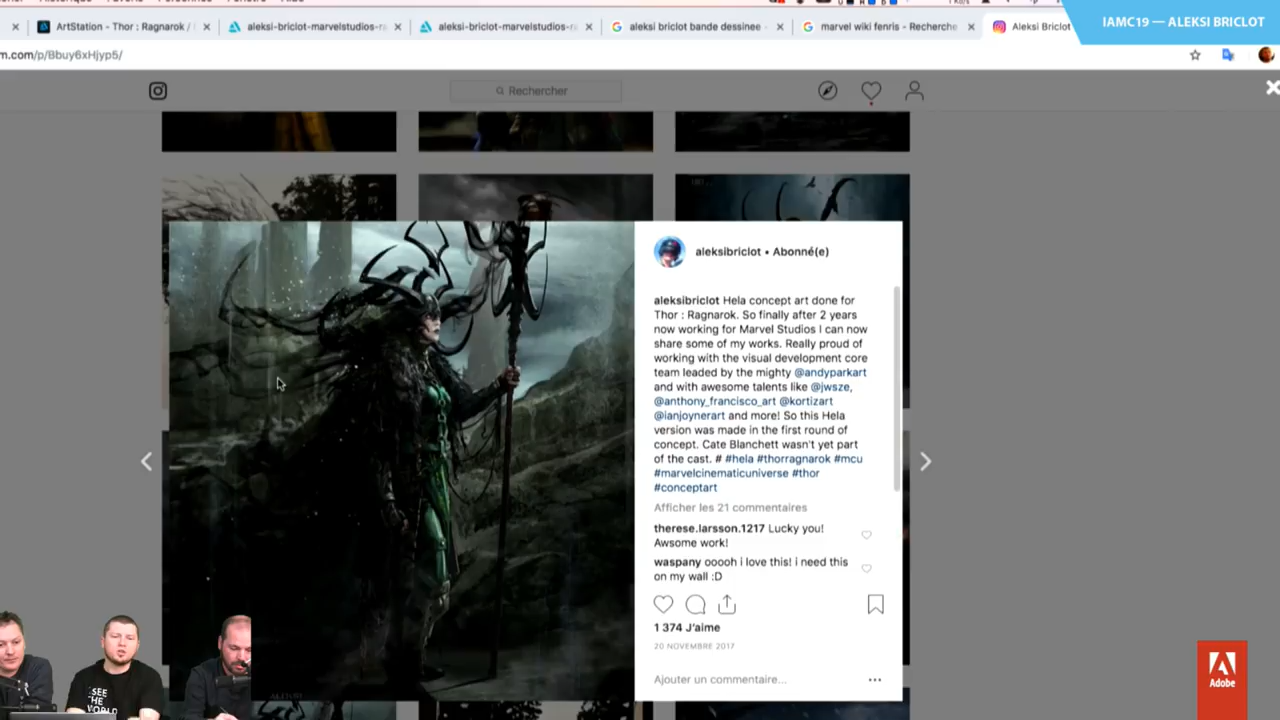 IAMC19 — ALEKSI BRICLOT
ArtStation - Thor : Ragnarok /
aleksi-briclot-marvelstudios-ra
aleksi-briclot-marvelstudios-ra
aleksi briclot bande dessinee -
marvel wiki fenris - Recherche
Aleksi Briclot
m.com/p/Bbuy6xHjyp5/
Rechercher
aleksibriclot • Abonné(e)
aleksibriclot Hela concept art done for
Thor : Ragnarok. So finally after 2 years
now working for Marvel Studios I can now
share some of my works. Really proud of
working with the visual development core
team leaded by the mighty @andyparkart
and with awesome talents like @jwsze,
@anthony_francisco_art @kortizart
@ianjoynerart and more! So this Hela
version was made in the first round of
concept. Cate Blanchett wasn't yet part
of the cast. # #hela #thorragnarok #mcu
#marvelcinematicuniverse #thor
#conceptart
Afficher les 21 commentaires
therese.larsson.1217 Lucky you!
Awsome work!
waspany ooooh i love this! i need this
on my wall :D
1 374 J'aime
20 NOVEMBRE 2017
Ajouter un commentaire...
SEE
THE
WORLD
Adobe